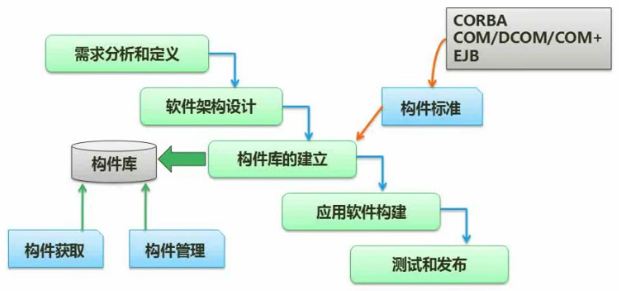 CORBA
COM/DCOM/COM+
EJB
需求分析和定义
软件架构设计
构件标准
构件库
构件库的建立
应用软件构建
构件获取
构件管理
测试和发布